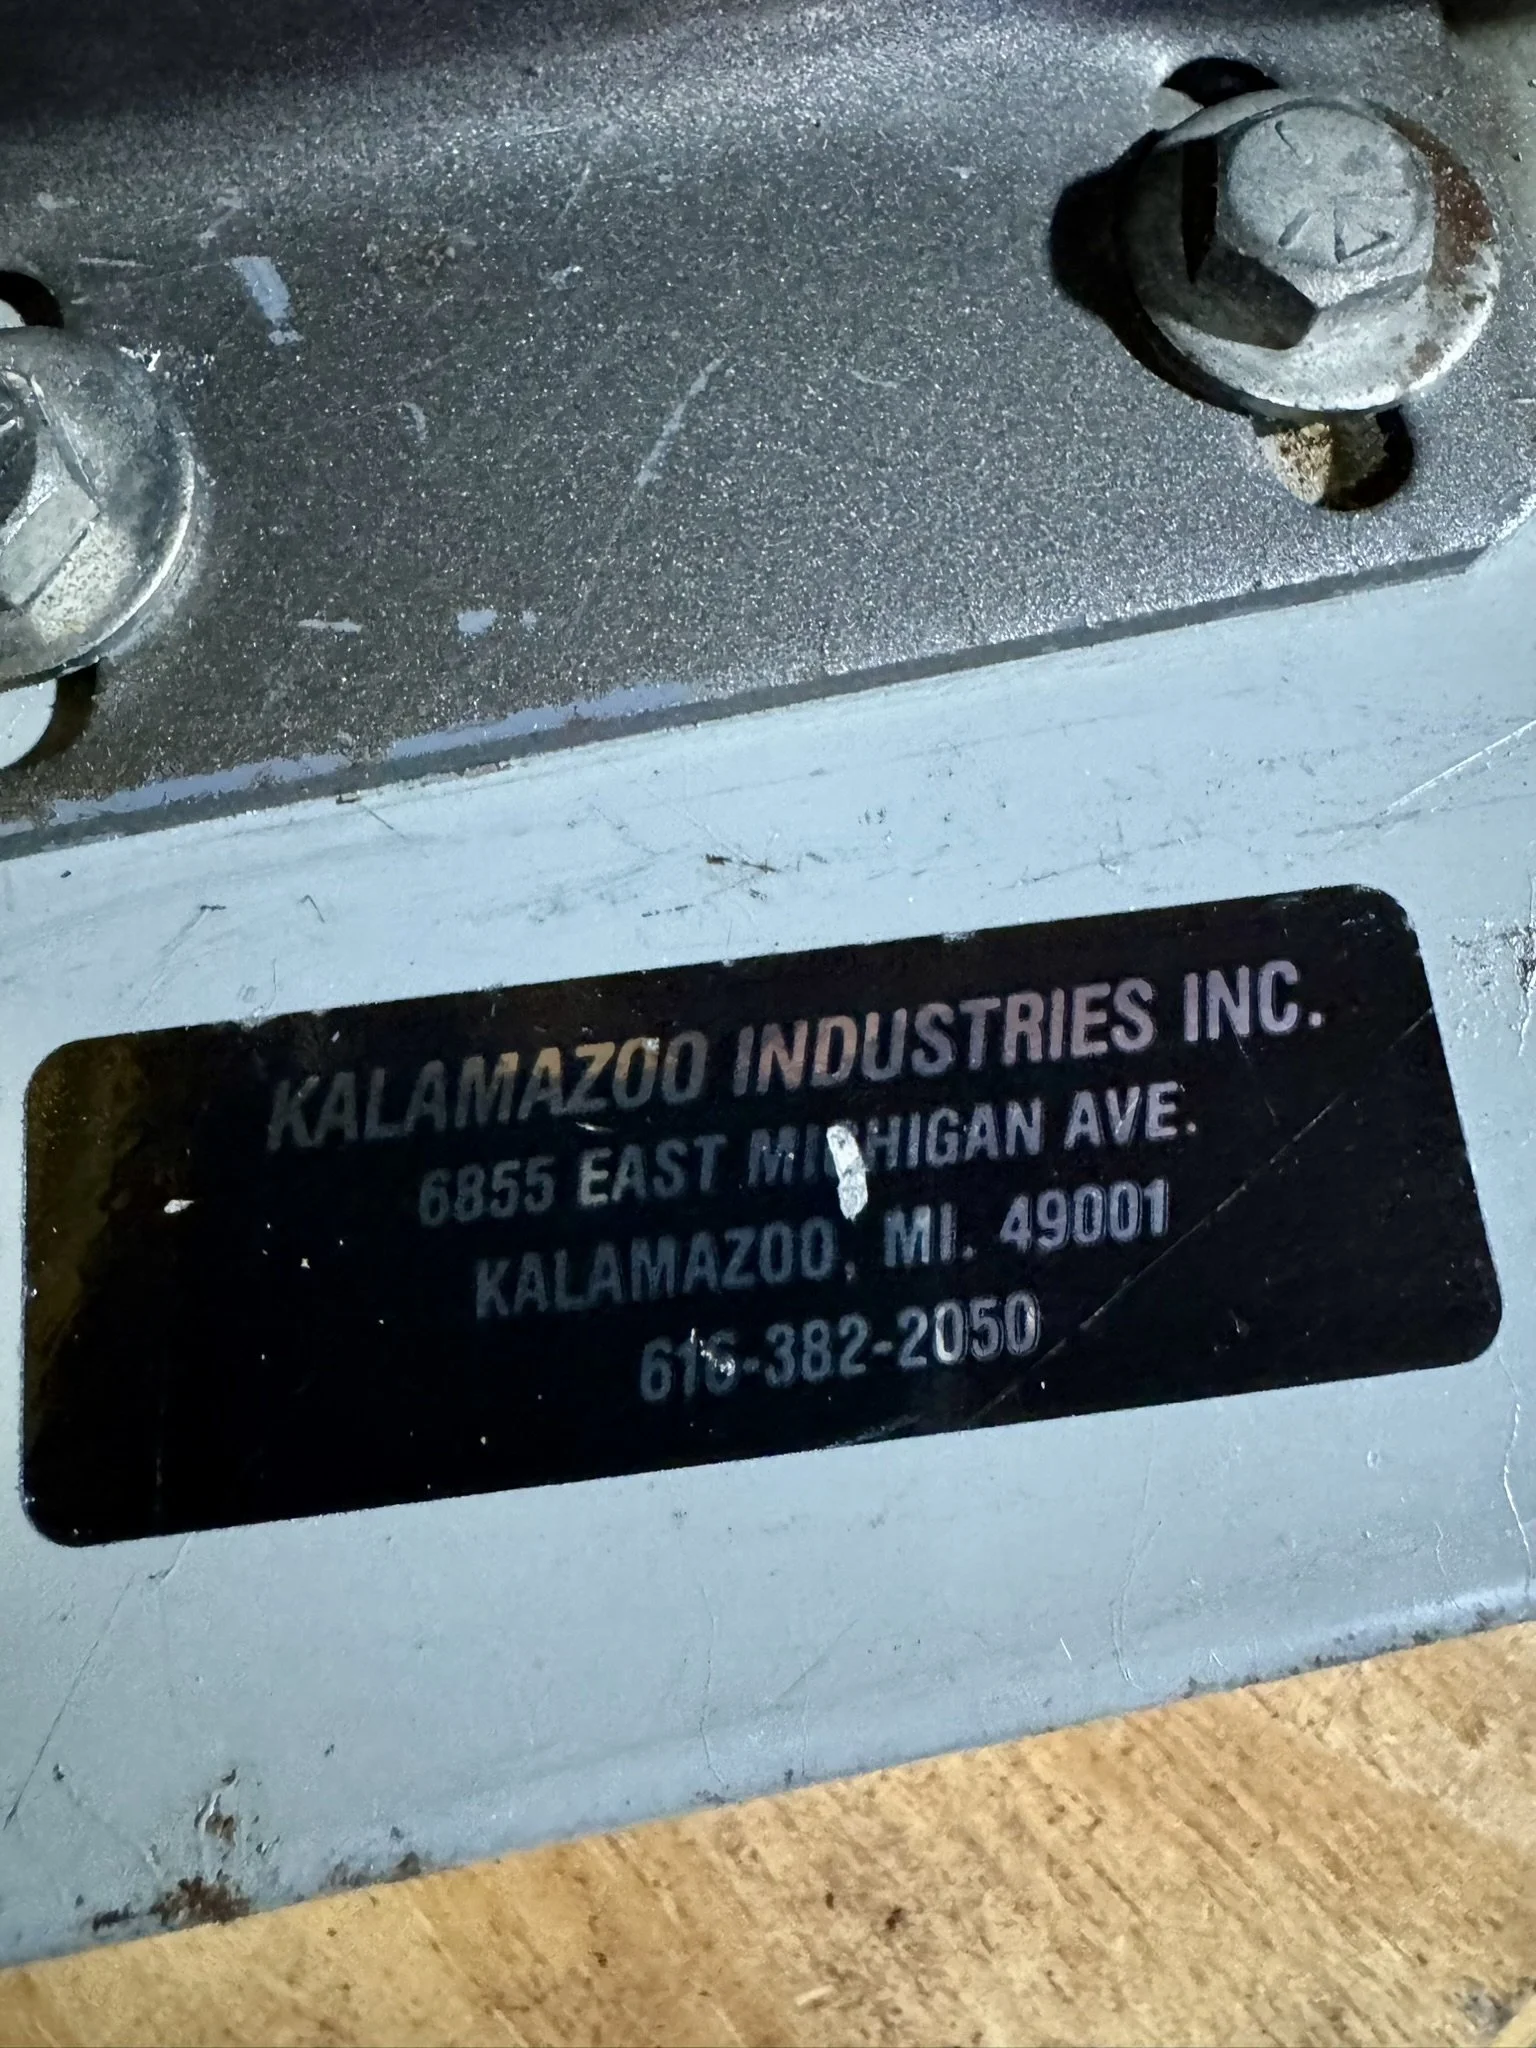 KALAMAZOO INDUSTRIES INC.
6855 EAST MICHIGAN AVE.
KALAMAZOO, MI. 49001
616-382-2050